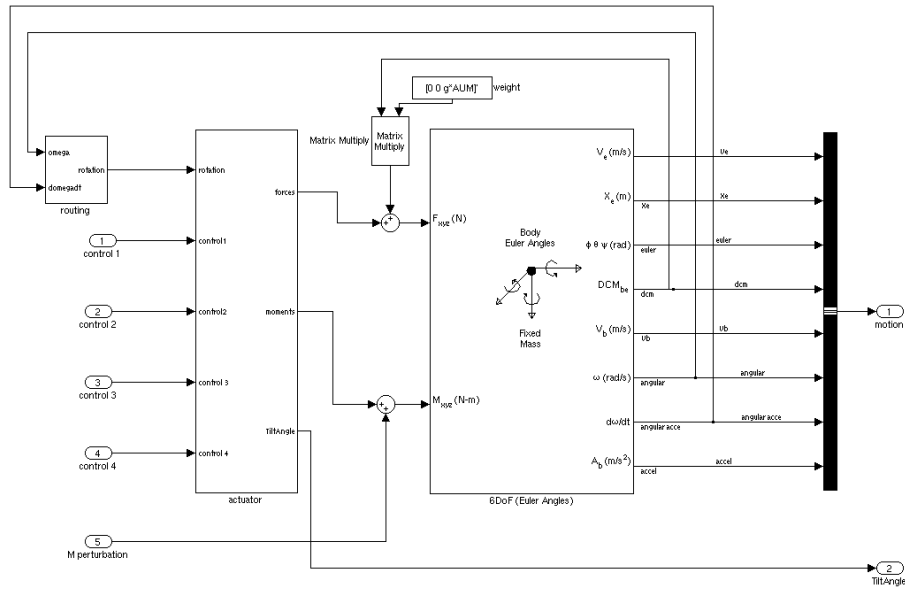 [0 0 g*AUM]'
weight
Matrix Multiply
Matrix
Multiply
omega
rotation
domegadt
routing
rotation
forces
control1
control2
moments
control 3
TiltAngle
control 4
actuator
1
control 1
2
control 2
3
control 3
4
control 4
5
M perturbation
+
+
+
+
F_xyz (N)
M_xyz (N-m)
Body
Euler Angles
Fixed
Mass
V_e (m/s)
X_e (m)
ϕ θ ψ (rad)
DCM_be
V_b (m/s)
ω (rad/s)
dω/dt
A_b (m/s²)
6DoF (Euler Angles)
Ve
Xe
Xe
euler
euler
dcm
dcm
Vb
Vb
angular
angular
angular acce
angular acce
accel
accel
1
motion
2
TiltAngle